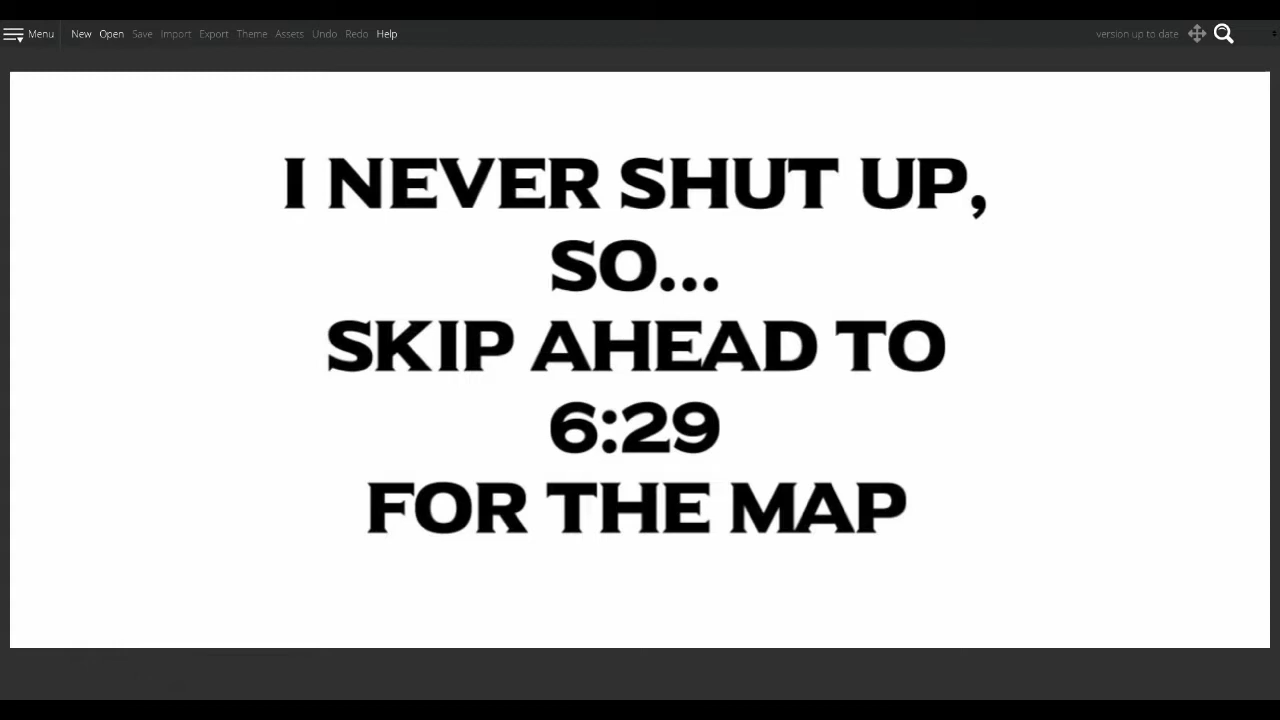 Menu New Open Save Import Export Theme Assets Undo Redo Help version up to date
I NEVER SHUT UP,
SO...
SKIP AHEAD TO
6:29
FOR THE MAP